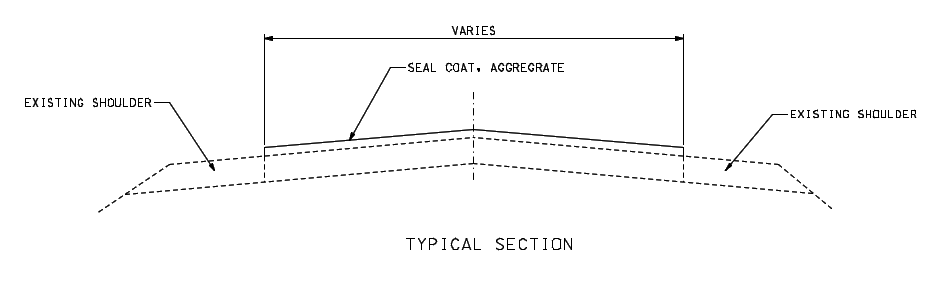 VARIES
SEAL COAT, AGGREGRATE
EXISTING SHOULDER
EXISTING SHOULDER
TYPICAL SECTION